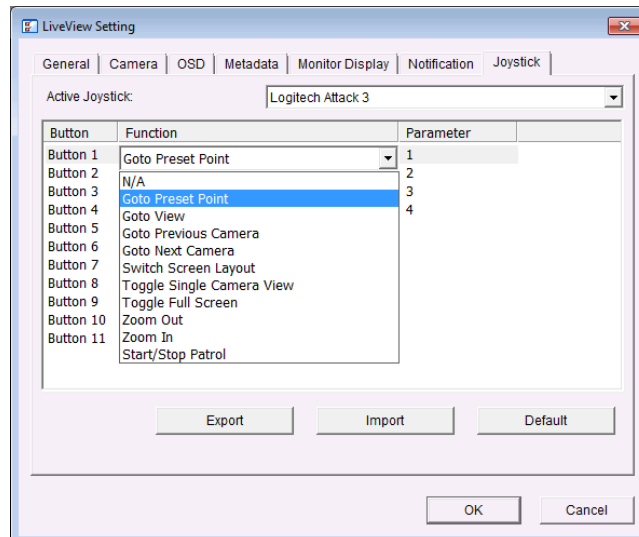 LiveView Setting
General Camera OSD Metadata Monitor Display Notification Joystick
Active Joystick: Logitech Attack 3
Button Function Parameter
Button 1 Goto Preset Point 1
Button 2 N/A 2
Button 3 Goto Preset Point 3
Button 4 Goto View 4
Button 5 Goto Previous Camera
Button 6 Goto Next Camera
Button 7 Switch Screen Layout
Button 8 Toggle Single Camera View
Button 9 Toggle Full Screen
Button 10 Zoom Out
Button 11 Zoom In
Start/Stop Patrol
Export Import Default
OK Cancel